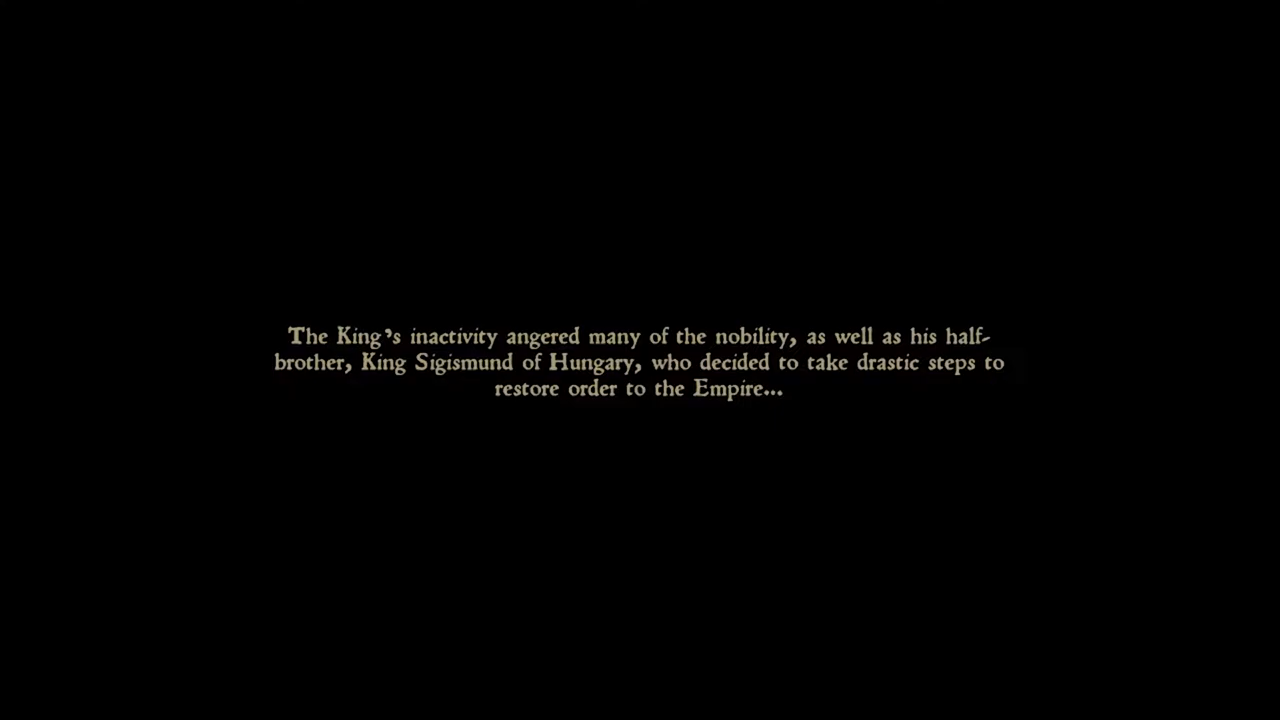 The King's inactivity angered many of the nobility, as well as his half-
brother, King Sigismund of Hungary, who decided to take drastic steps to
restore order to the Empire...